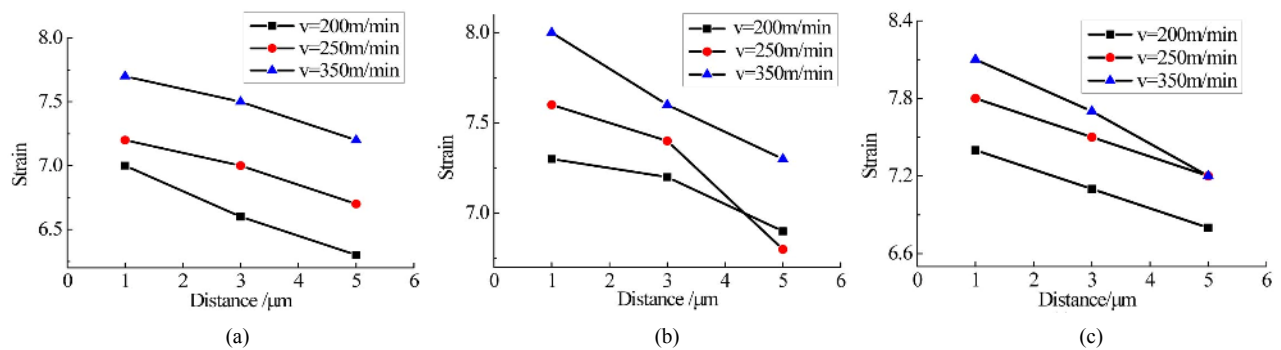 v=200m/min
v=250m/min
v=350m/min
8.0
7.5
7.0
6.5
Strain
0 1 2 3 4 5 6
Distance /μm
(a)
v=200m/min
v=250m/min
v=350m/min
8.0
7.5
7.0
Strain
0 1 2 3 4 5 6
Distance /μm
(b)
v=200m/min
v=250m/min
v=350m/min
8.4
7.8
7.2
6.6
Strain
0 1 2 3 4 5 6
Distance/μm
(c)